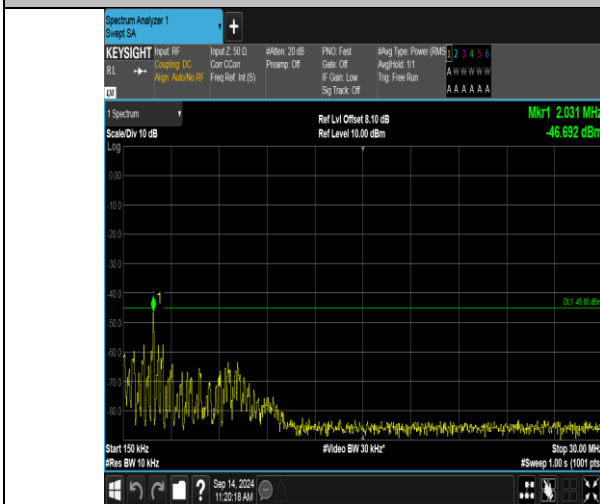 Spectrum Analyzer 1
Swept SA
+
KEYSIGHT Input: RF Input Z: 50 Ω #Atten: 20 dB PNO: Fast #Avg Type: Power (RMS 1 2 3 4 5 6
RL Coupling: DC Corr CCorr Preamp: Off Gate: Off Avg|Hold: 1/1 A W W W W W
Align: Auto/No RF Freq Ref: Int (S) IF Gain: Low Trig: Free Run
Sig Track: Off A A A A A A
LXI
1 Spectrum Ref Lvl Offset 8.10 dB Mkr1 2.031 MHz
Scale/Div 10 dB Ref Level 10.00 dBm -46.692 dBm
Log
0.00
-10.0
-20.0
-30.0
1
DL1 -45.00 dBm
-40.0
-50.0
-60.0
-70.0
-80.0
Start 150 kHz #Video BW 30 kHz* Stop 30.00 MHz
#Res BW 10 kHz #Sweep 1.00 s (1001 pts
? Sep 14, 2024
11:20:18 AM